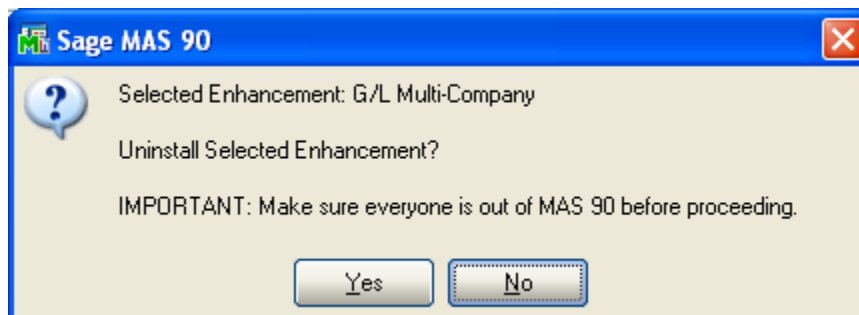 Sage MAS 90
Selected Enhancement: G/L Multi-Company
Uninstall Selected Enhancement?
IMPORTANT: Make sure everyone is out of MAS 90 before proceeding.
Yes No